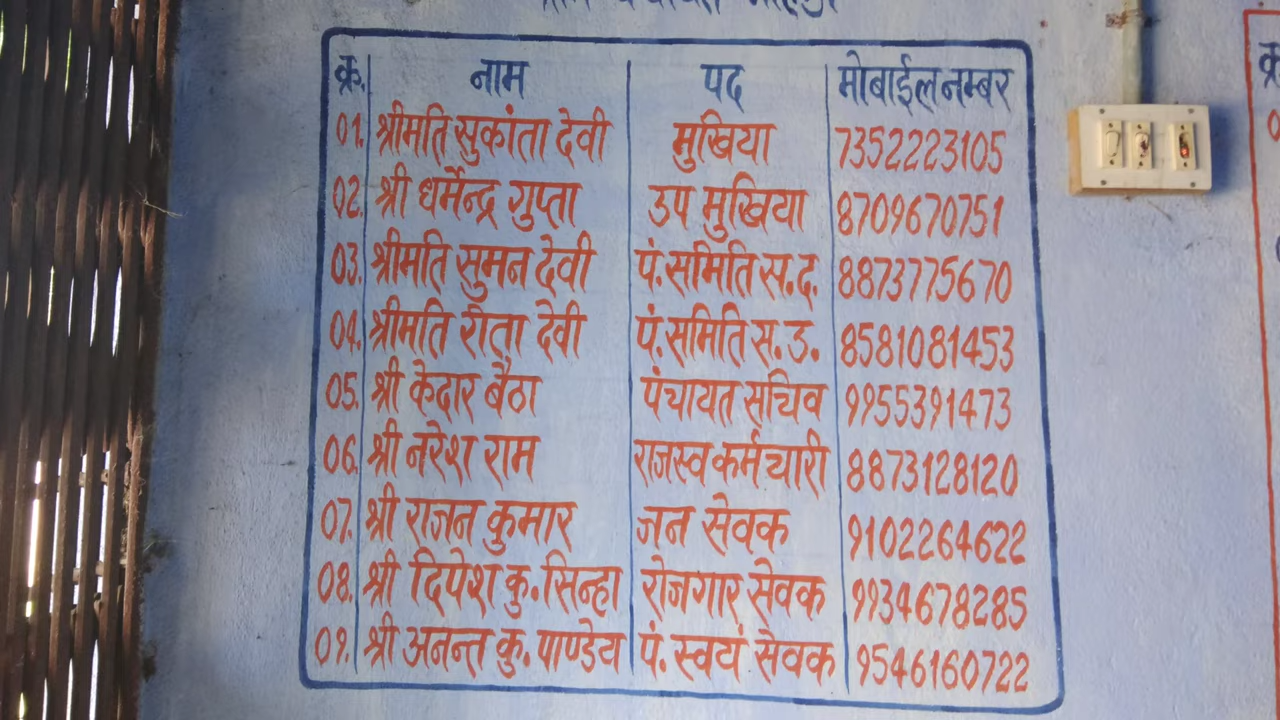 क्र. नाम पद मोबाईल नम्बर
01. श्रीमति सुकांता देवी मुखिया 7352223105
02. श्री धर्मेन्द्र गुप्ता उप मुखिया 8709670751
03. श्रीमति सुमन देवी पं. समिति स. द. 8873775670
04. श्रीमति रीता देवी पं. समिति स. उ. 8581081453
05. श्री केदार बैठा पंचायत सचिव 9955391473
06. श्री नरेश राम राजस्व कर्मचारी 8873128120
07. श्री राजन कुमार जन सेवक 9102264622
08. श्री दिपेश कु. सिन्हा रोजगार सेवक 9934678285
09. श्री अनन्त कु. पाण्डेय पं. स्वयं सेवक 9546160722